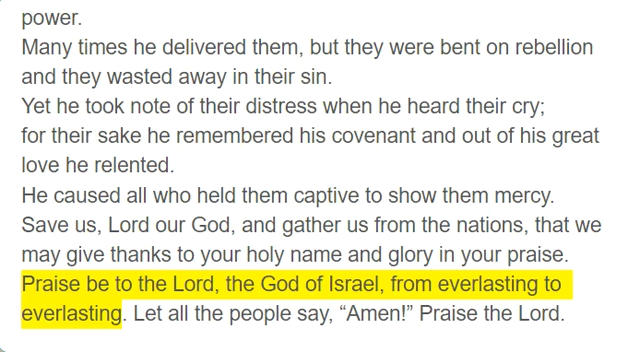 power.
Many times he delivered them, but they were bent on rebellion
and they wasted away in their sin.
Yet he took note of their distress when he heard their cry;
for their sake he remembered his covenant and out of his great
love he relented.
He caused all who held them captive to show them mercy.
Save us, Lord our God, and gather us from the nations, that we
may give thanks to your holy name and glory in your praise.
Praise be to the Lord, the God of Israel, from everlasting to
everlasting. Let all the people say, “Amen!” Praise the Lord.